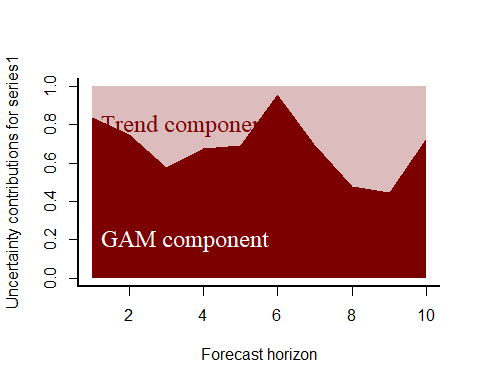 Uncertainty contributions for series1
1.0
0.8
0.6
0.4
0.2
0.0
Trend component
GAM component
2
4
6
8
10
Forecast horizon